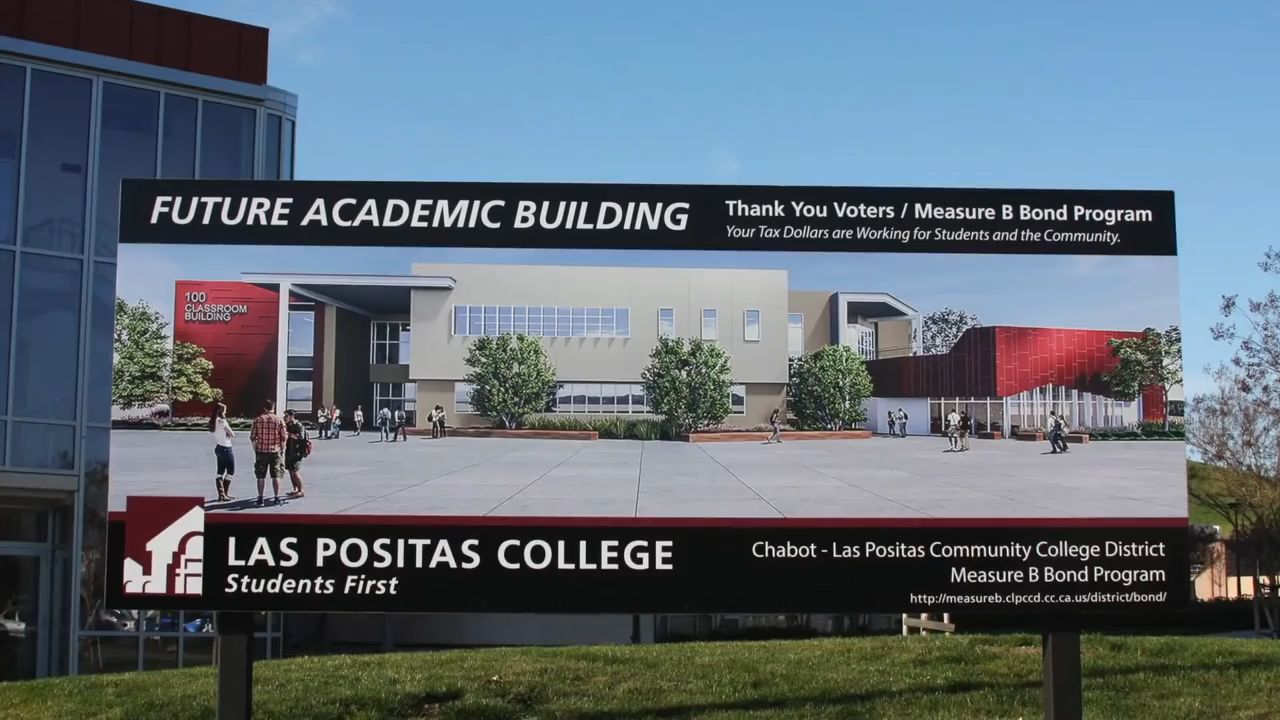 FUTURE ACADEMIC BUILDING
Thank You Voters / Measure B Bond Program
Your Tax Dollars are Working for Students and the Community.
100
CLASSROOM
BUILDING
LAS POSITAS COLLEGE
Students First
Chabot - Las Positas Community College District
Measure B Bond Program
http://measureb.clpccd.cc.ca.us/district/bond/